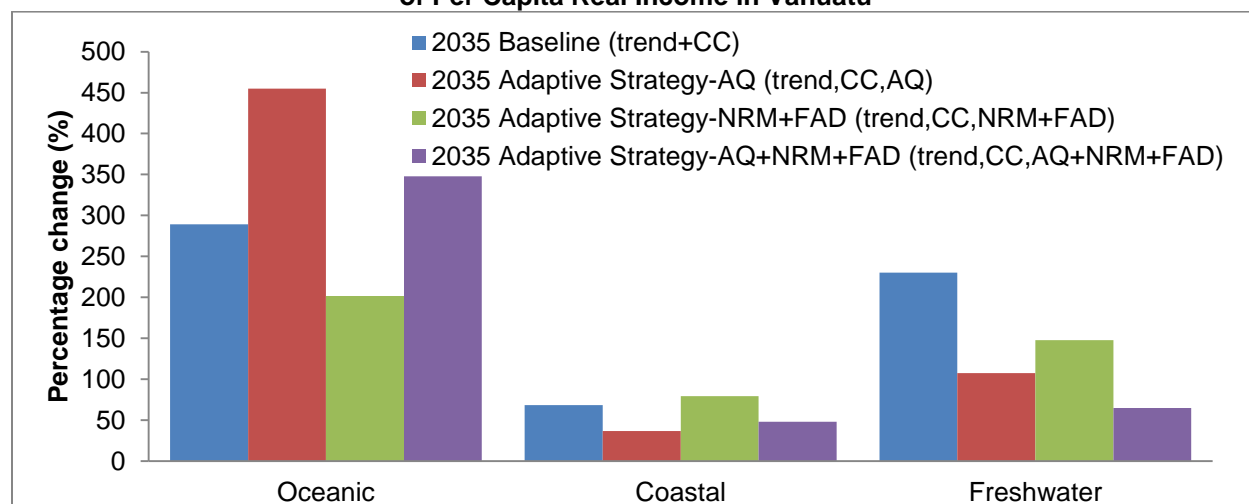 of Per Capita Real Income in Vanuatu
Percentage change (%)
500
450
400
350
300
250
200
150
100
50
0
2035 Baseline (trend+CC)
2035 Adaptive Strategy-AQ (trend,CC,AQ)
2035 Adaptive Strategy-NRM+FAD (trend,CC,NRM+FAD)
2035 Adaptive Strategy-AQ+NRM+FAD (trend,CC,AQ+NRM+FAD)
Oceanic
Coastal
Freshwater